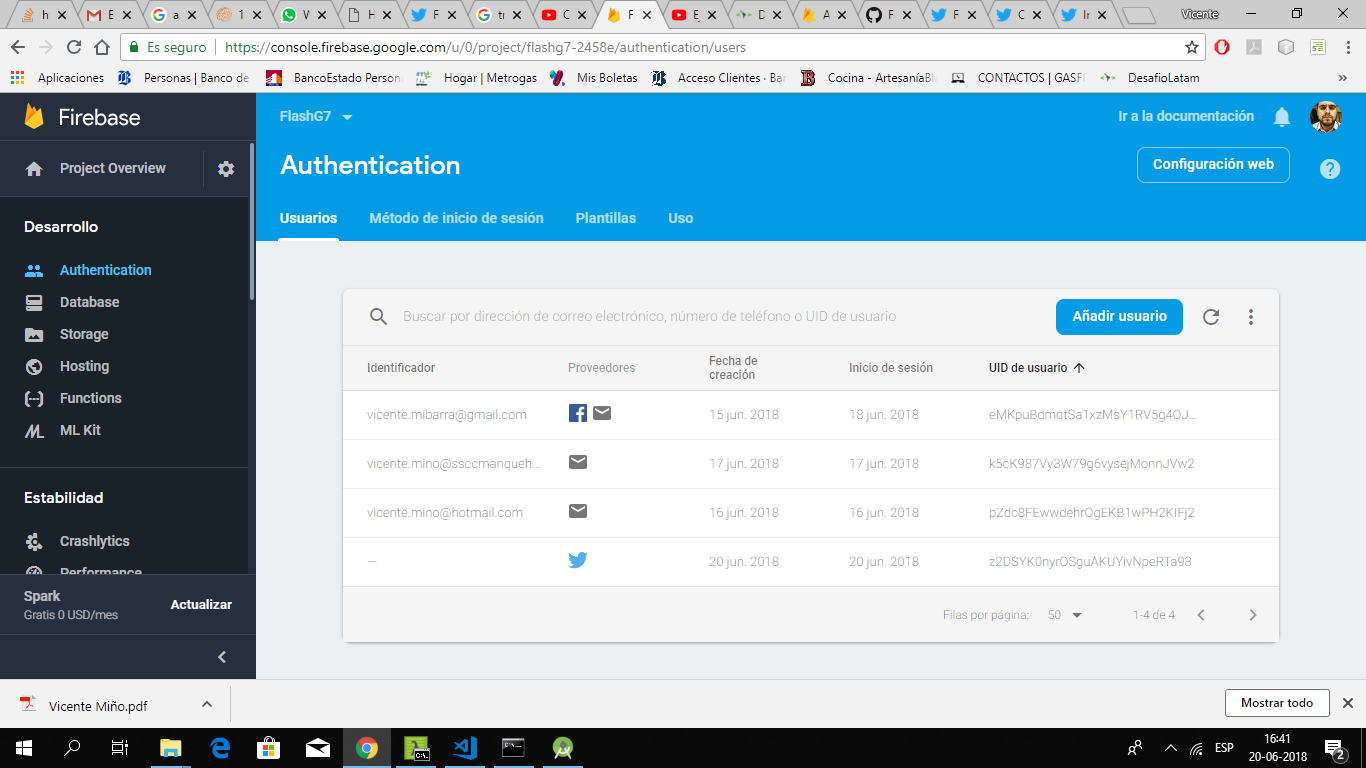 h
E
a
1
V
H
F
tr
C
F
E
D
A
F
F
C
Ir
Vicente
Es seguro
https://console.firebase.google.com/u/0/project/flashg7-2458e/authentication/users
Aplicaciones
Personas | Banco de
BancoEstado Person
Hogar | Metrogas
Mis Boletas
Acceso Clientes · Ban
Cocina - ArtesaníaBl
CONTACTOS | GASF
DesafioLatam
»
Firebase
FlashG7
Ir a la documentación
Project Overview
Authentication
Configuración web
?
Usuarios
Método de inicio de sesión
Plantillas
Uso
Desarrollo
Authentication
Database
Storage
Hosting
Functions
ML Kit
Estabilidad
Crashlytics
Performance
Spark
Gratis 0 USD/mes
Actualizar
Buscar por dirección de correo electrónico, número de teléfono o UID de usuario
Añadir usuario
Identificador
Proveedores
Fecha de
creación
Inicio de sesión
UID de usuario
vicente.mibarra@gmail.com
15 jun. 2018
18 jun. 2018
eMKpuBdmqtSa1xzMsY1RV5g4OJ...
vicente.mino@ssccmanqueh...
17 jun. 2018
17 jun. 2018
k5cK987Vy3W79g6vysejMonnJVw2
vicente.mino@hotmail.com
16 jun. 2018
16 jun. 2018
pZdc8FEwwdehrOgEKB1wPH2KIFj2
—
20 jun. 2018
20 jun. 2018
z2DSYK0nyrOSguAKUYivNpeRTa93
Filas por página:
50
1-4 de 4
Vicente Miño.pdf
Mostrar todo
ESP
16:41
20-06-2018
2